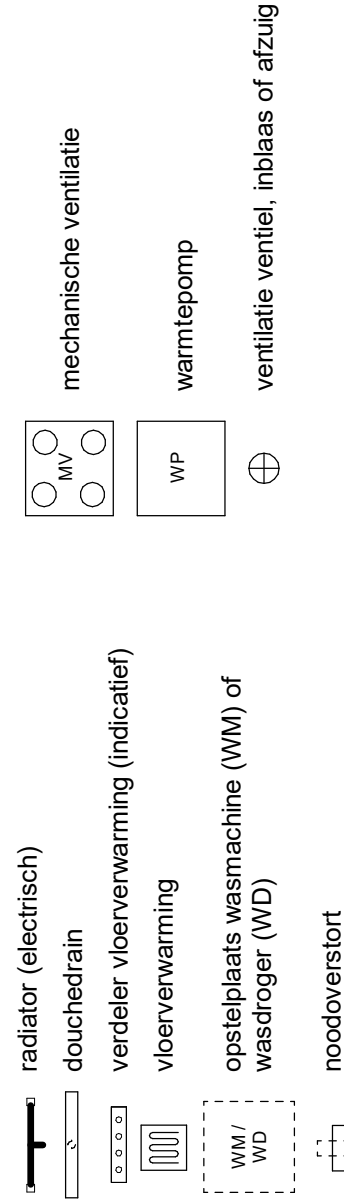 radiator (electrisch)
douchedrain
verdeler vloerverwarming (indicatief)
vloerverwarming
WM /
WD
opstelplaats wasmachine (WM) of
wasdroger (WD)
noodoverstort
MV
mechanische ventilatie
WP
warmtepomp
ventilatie ventiel, inblaas of afzuig